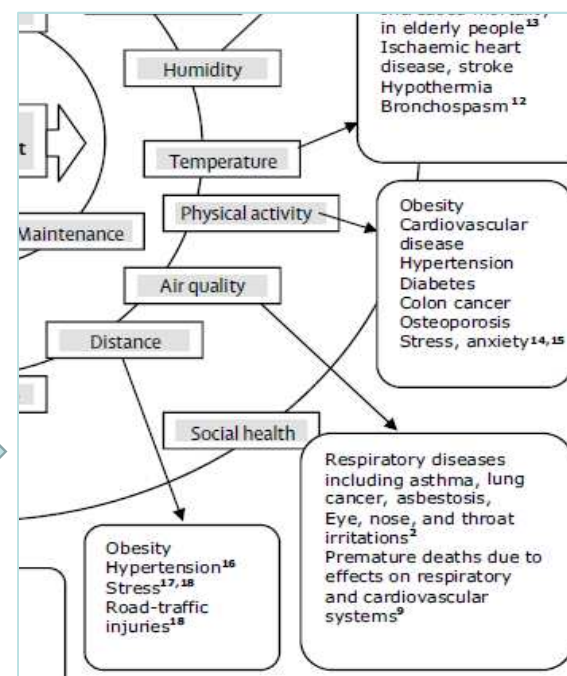 in elderly people13
Ischaemic heart
disease, stroke
Hypothermia
Bronchospasm 12
Humidity
t
Temperature
Physical activity
Maintenance
Obesity
Cardiovascular
disease
Hypertension
Diabetes
Colon cancer
Osteoporosis
Stress, anxiety14,15
Air quality
Distance
Social health
Respiratory diseases
including asthma, lung
cancer, asbestosis,
Eye, nose, and throat
irritations2
Premature deaths due to
effects on respiratory
and cardiovascular
systems9
Obesity
Hypertension16
Stress17,18
Road-traffic
injuries18